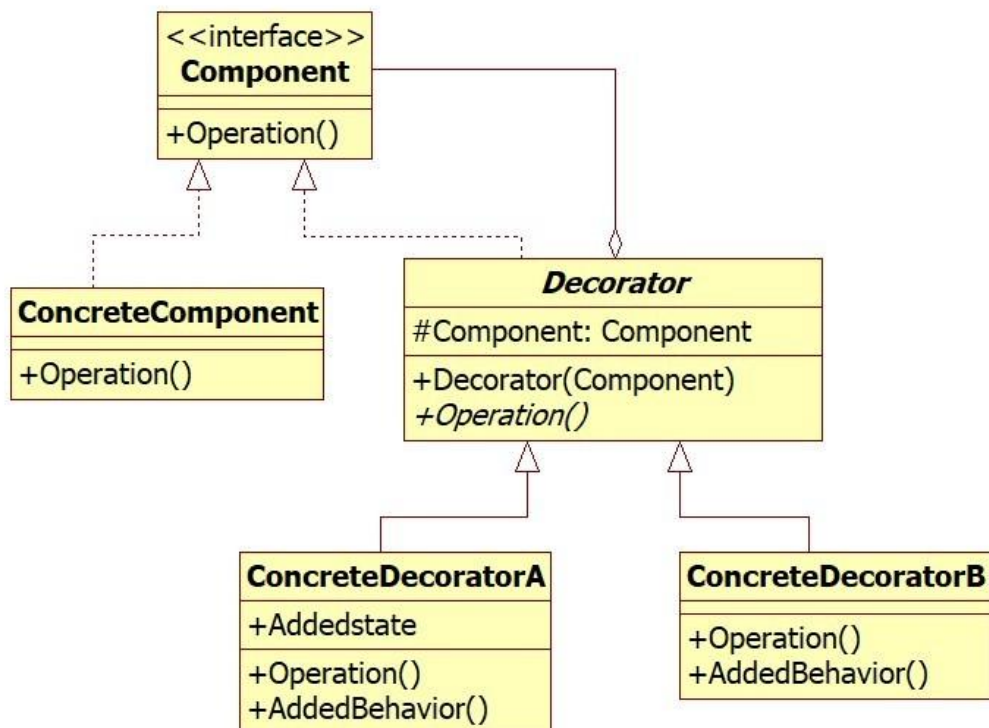 <<interface>>
Component
+Operation()
ConcreteComponent
+Operation()
Decorator
#Component: Component
+Decorator(Component)
+Operation()
ConcreteDecoratorA
+Addedstate
+Operation()
+AddedBehavior()
ConcreteDecoratorB
+Operation()
+AddedBehavior()